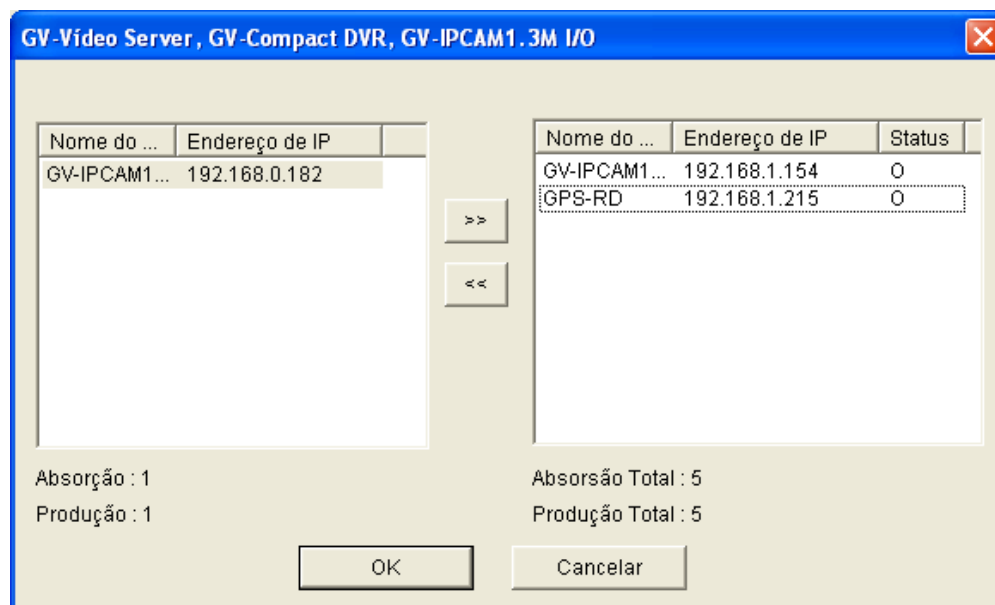 GV-Vídeo Server, GV-Compact DVR, GV-IPCAM1.3M I/O
Nome do ... Endereço de IP
GV-IPCAM1... 192.168.0.182
>>
<<
Nome do ... Endereço de IP Status
GV-IPCAM1... 192.168.1.154 O
GPS-RD 192.168.1.215 O
Absorção : 1
Produção : 1
Absorsão Total : 5
Produção Total : 5
OK
Cancelar